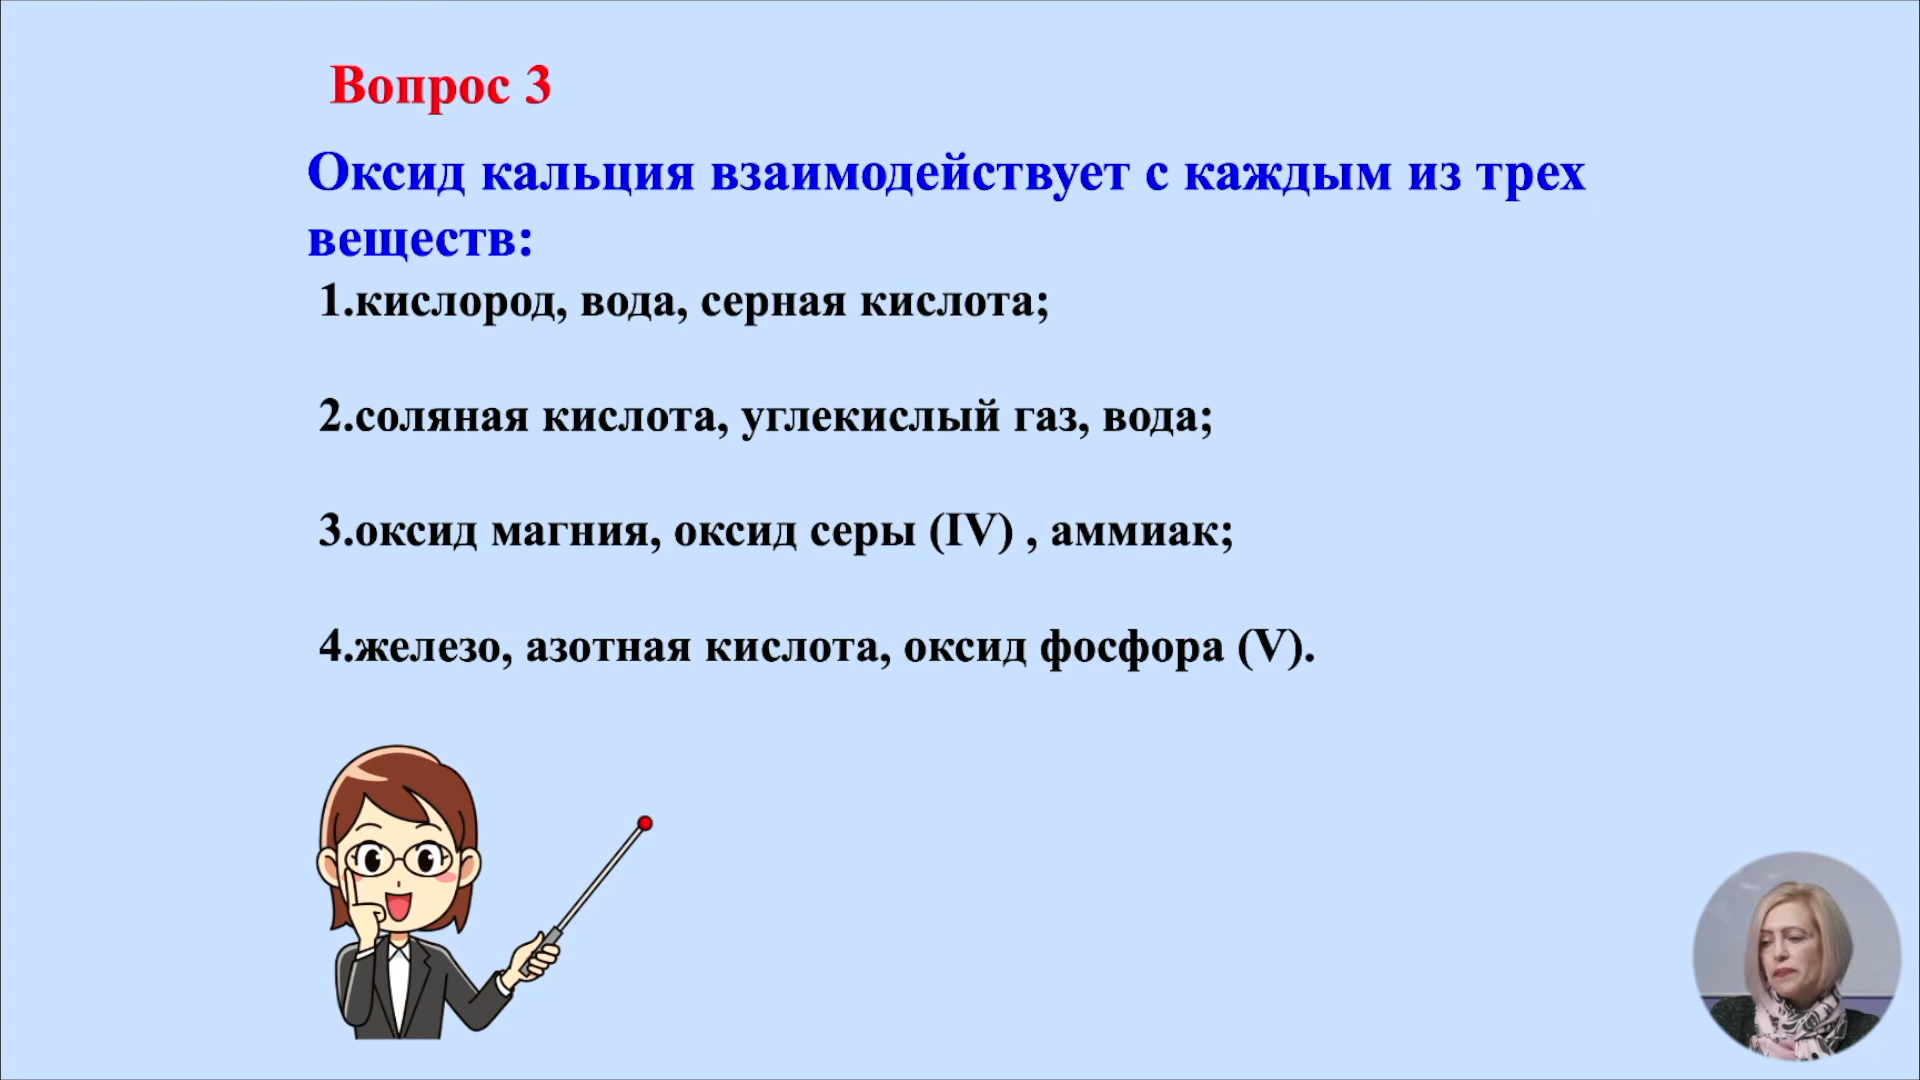 Вопрос 3
Оксид кальция взаимодействует с каждым из трех
веществ:
1.кислород, вода, серная кислота;
2.соляная кислота, углекислый газ, вода;
3.оксид магния, оксид серы (IV) , аммиак;
4.железо, азотная кислота, оксид фосфора (V).